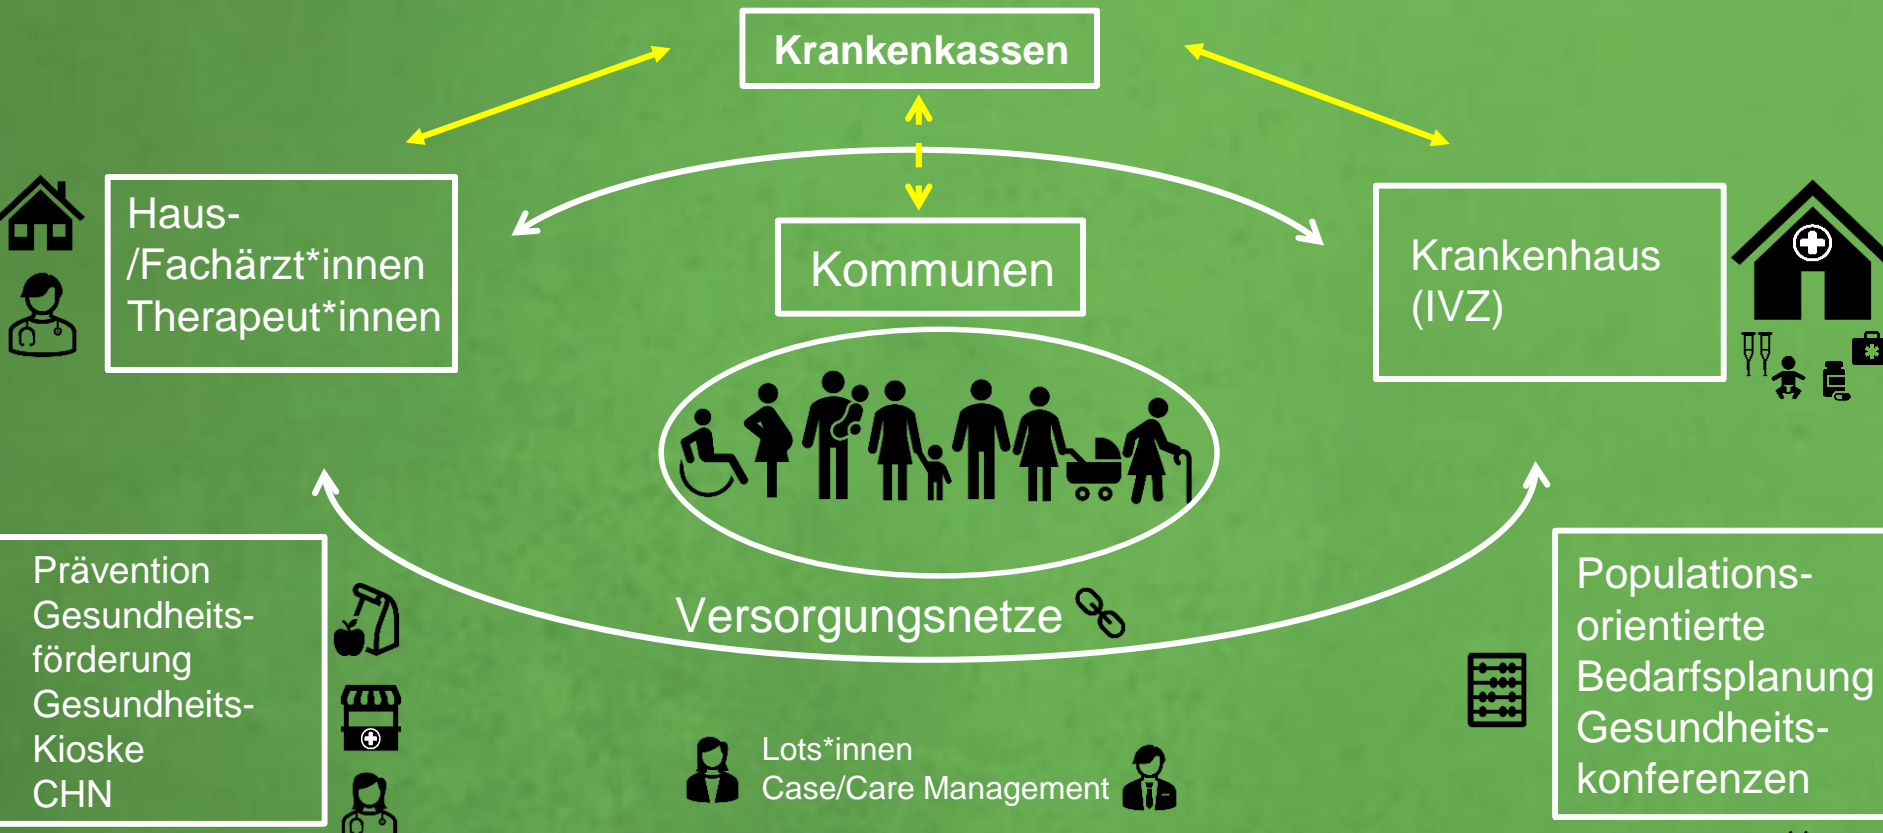 Krankenkassen
Haus-
/Fachärzt*innen
Therapeut*innen
Kommunen
Krankenhaus
(IVZ)
Prävention
Gesundheits-
förderung
Gesundheits-
Kioske
CHN
Versorgungsnetze
Lots*innen
Case/Care Management
Populations-
orientierte
Bedarfsplanung
Gesundheits-
konferenzen